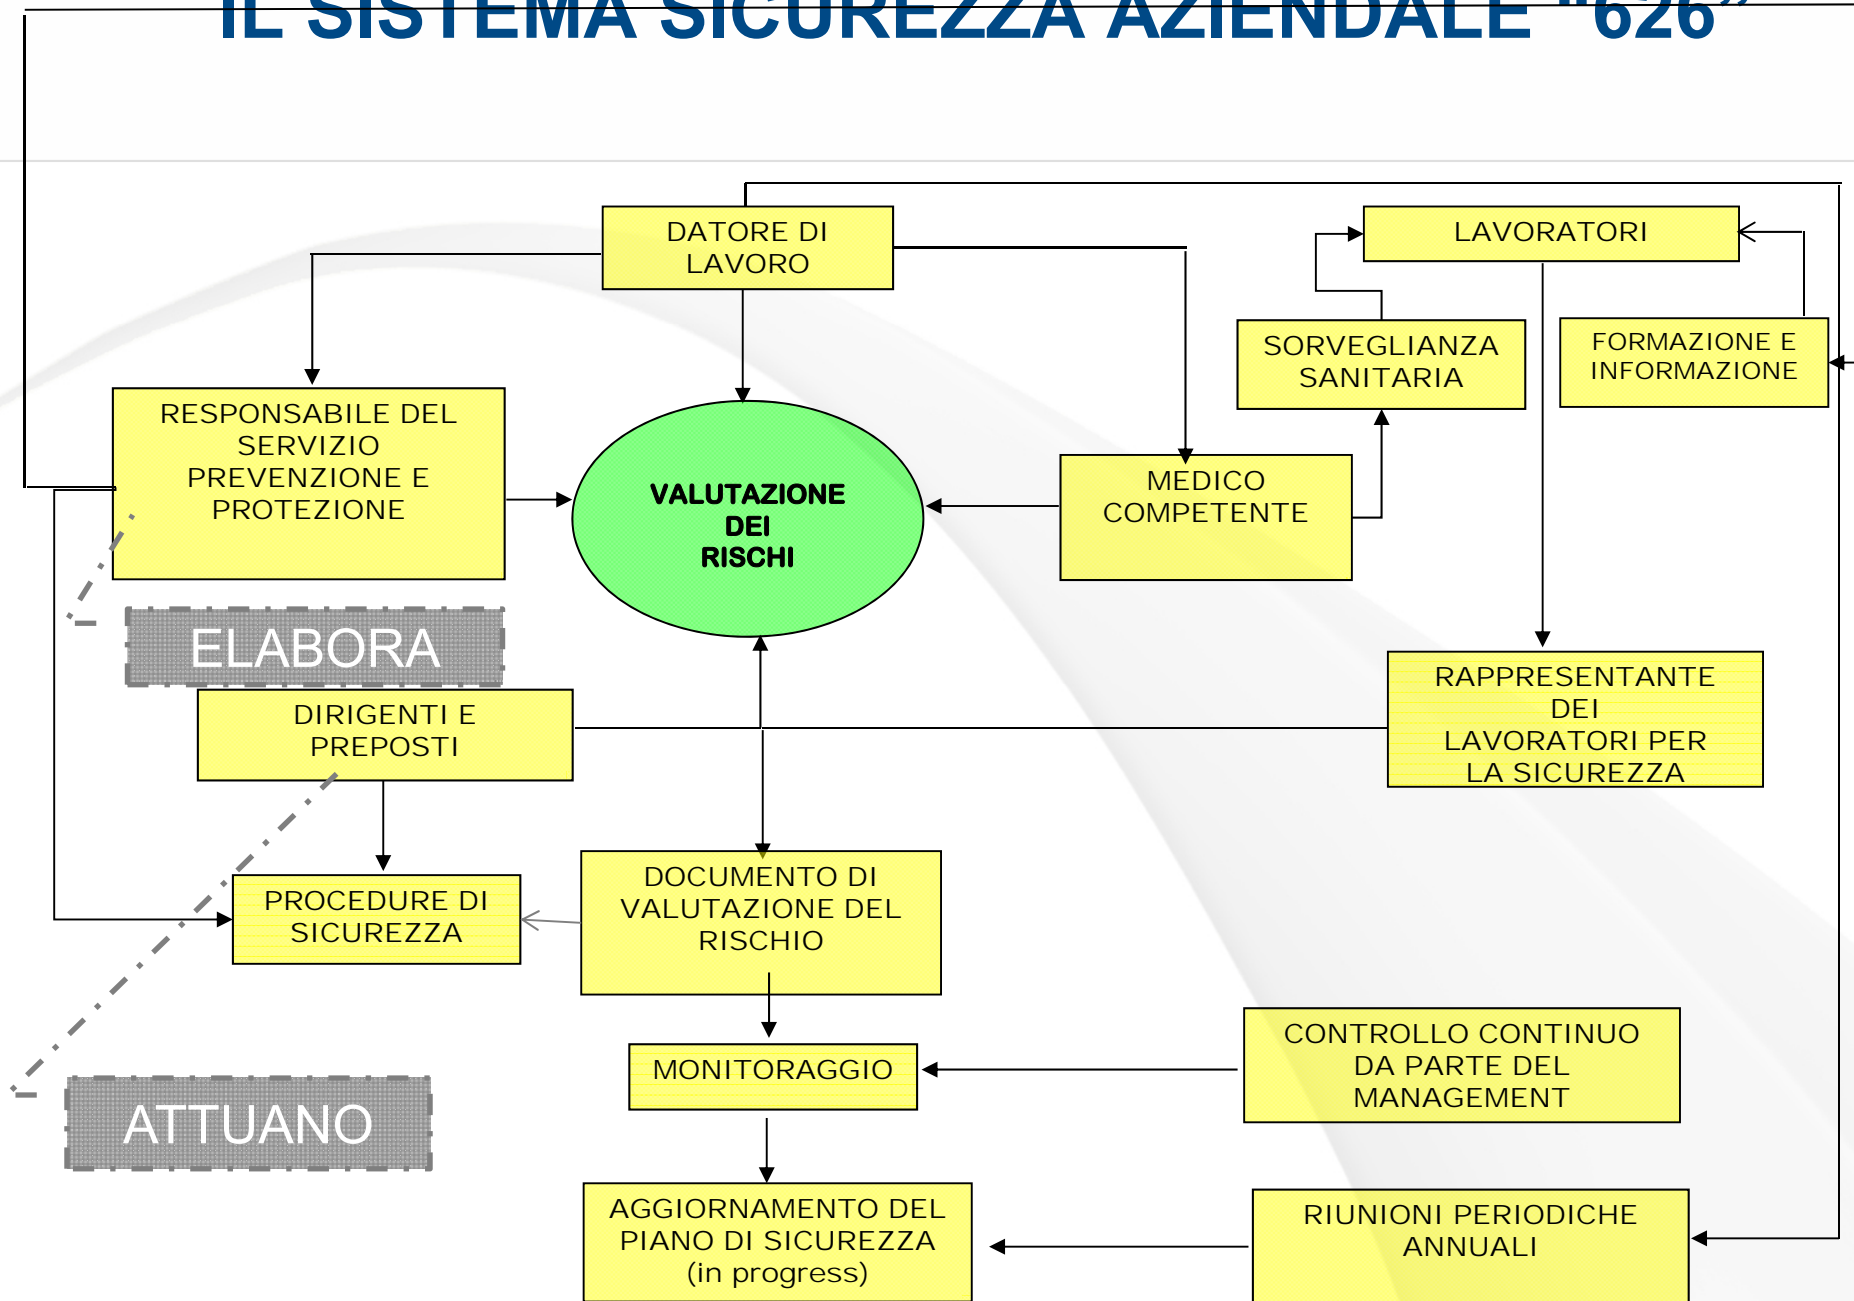 IL SISTEMA SICUREZZA AZIENDALE "626”
DATORE DI
LAVORO
LAVORATORI
SORVEGLIANZA
SANITARIA
FORMAZIONE E
INFORMAZIONE
RESPONSABILE DEL
SERVIZIO
PREVENZIONE E
PROTEZIONE
VALUTAZIONE
DEI
RISCHI
MEDICO
COMPETENTE
ELABORA
DIRIGENTI E
PREPOSTI
RAPPRESENTANTE
DEI
LAVORATORI PER
LA SICUREZZA
PROCEDURE DI
SICUREZZA
DOCUMENTO DI
VALUTAZIONE DEL
RISCHIO
MONITORAGGIO
CONTROLLO CONTINUO
DA PARTE DEL
MANAGEMENT
ATTUANO
AGGIORNAMENTO DEL
PIANO DI SICUREZZA
(in progress)
RIUNIONI PERIODICHE
ANNUALI